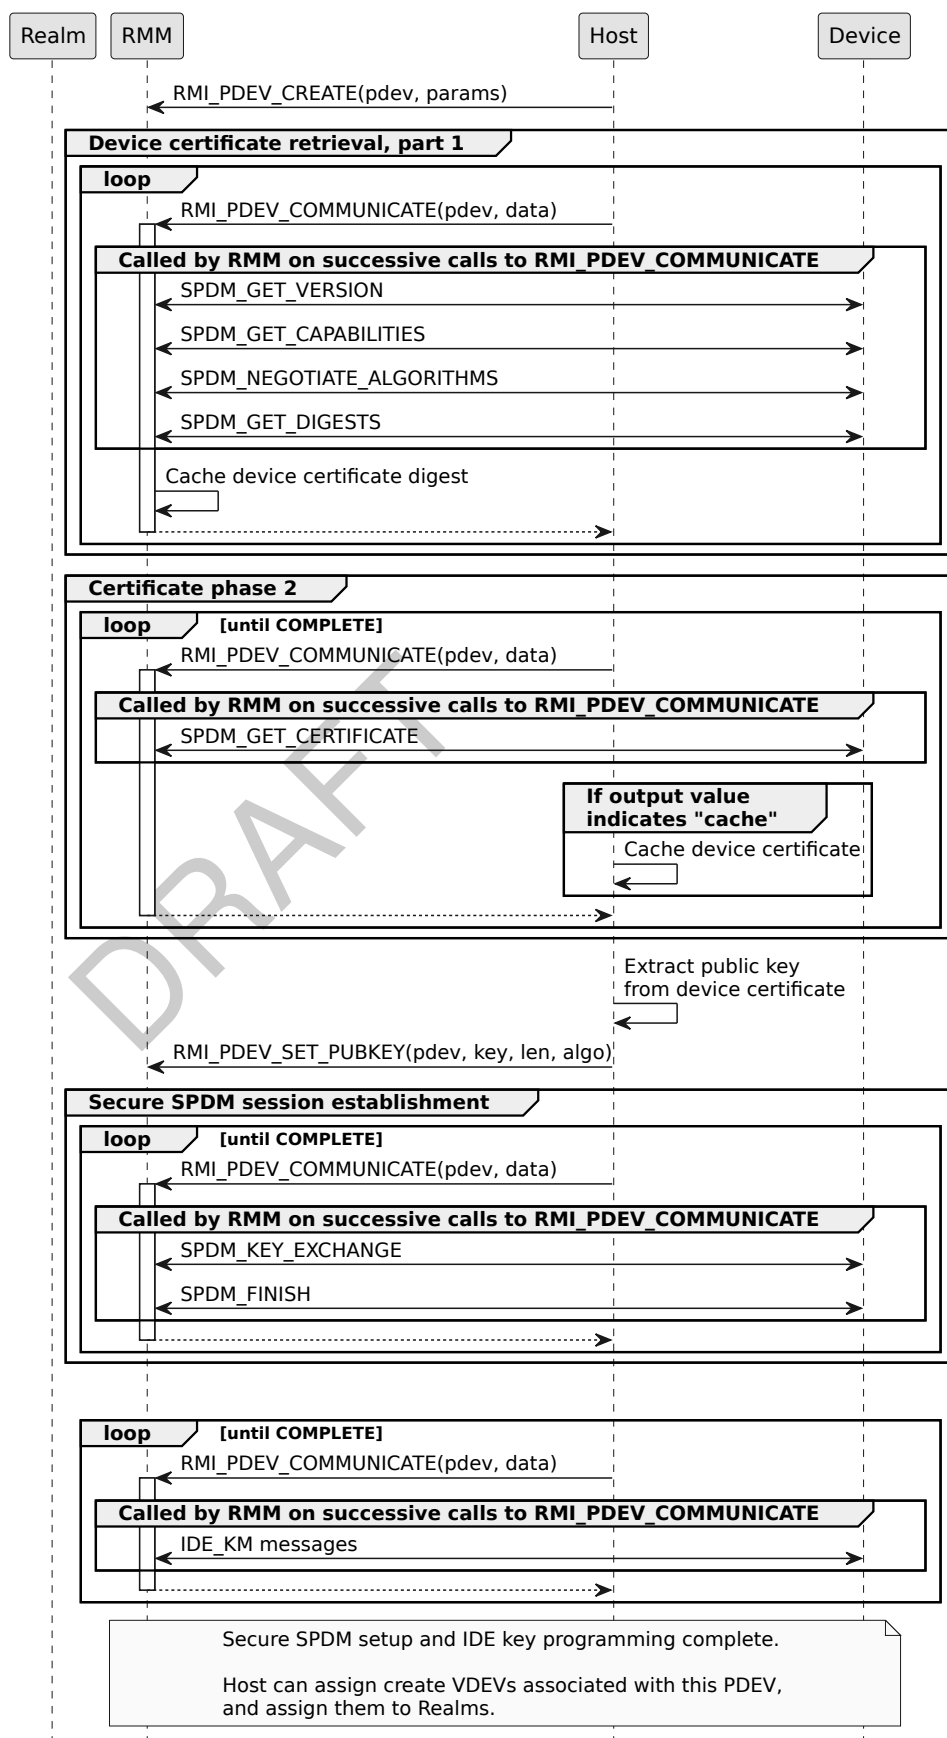 Realm RMM Host Device
RMI_PDEV_CREATE(pdev, params)
Device certificate retrieval, part 1
loop
RMI_PDEV_COMMUNICATE(pdev, data)
Called by RMM on successive calls to RMI_PDEV_COMMUNICATE
SPDM_GET_VERSION
SPDM_GET_CAPABILITIES
SPDM_NEGOTIATE_ALGORITHMS
SPDM_GET_DIGESTS
Cache device certificate digest
Certificate phase 2
loop [until COMPLETE]
RMI_PDEV_COMMUNICATE(pdev, data)
Called by RMM on successive calls to RMI_PDEV_COMMUNICATE
SPDM_GET_CERTIFICATE
If output value
indicates "cache"
Cache device certificate
DRAFT
Extract public key
from device certificate
RMI_PDEV_SET_PUBKEY(pdev, key, len, algo)
Secure SPDM session establishment
loop [until COMPLETE]
RMI_PDEV_COMMUNICATE(pdev, data)
Called by RMM on successive calls to RMI_PDEV_COMMUNICATE
SPDM_KEY_EXCHANGE
SPDM_FINISH
loop [until COMPLETE]
RMI_PDEV_COMMUNICATE(pdev, data)
Called by RMM on successive calls to RMI_PDEV_COMMUNICATE
IDE_KM messages
Secure SPDM setup and IDE key programming complete.
Host can assign create VDEVs associated with this PDEV,
and assign them to Realms.